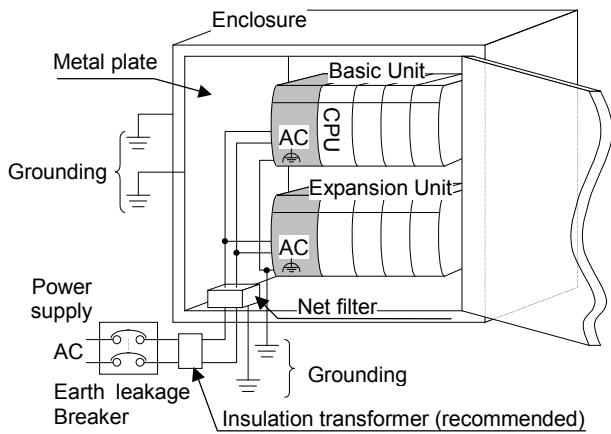 Enclosure
Metal plate
Basic Unit
AC
CPU
Grounding
Expansion Unit
AC
Power
supply
Net filter
AC
Grounding
Earth leakage
Breaker
Insulation transformer (recommended)